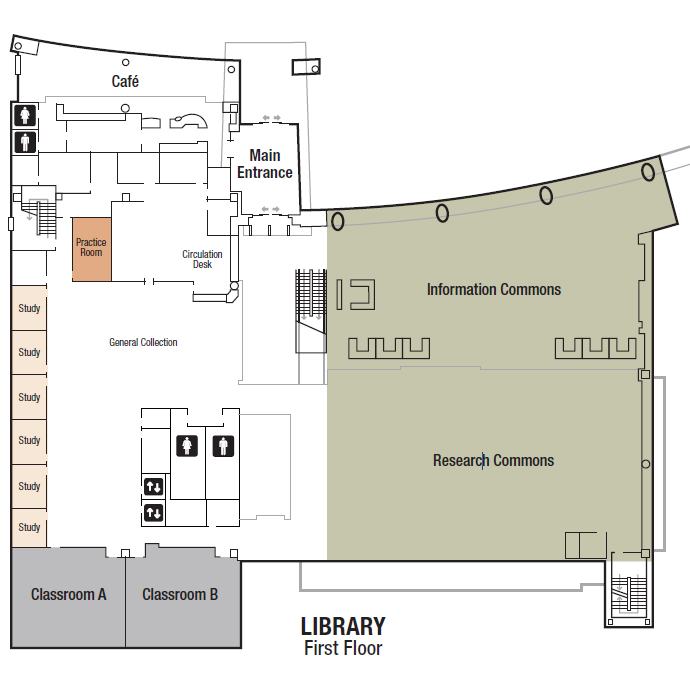 Café
Main
Entrance
Practice
Room
Circulation
Desk
Information Commons
General Collection
Study
Study
Study
Study
Study
Study
Research Commons
Classroom A
Classroom B
LIBRARY
First Floor